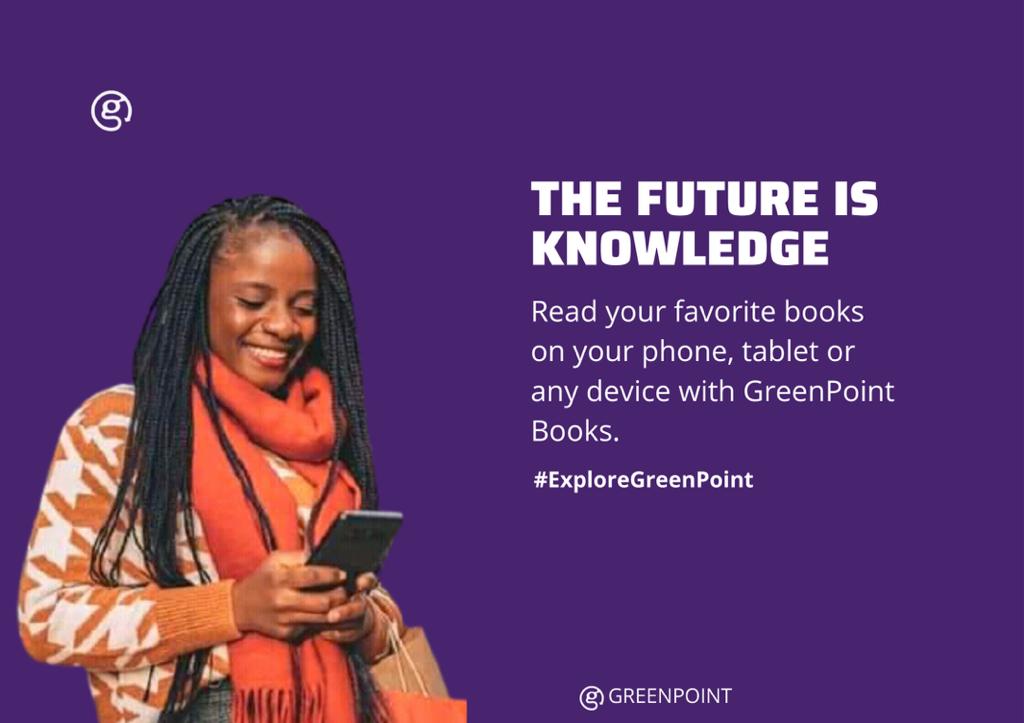 g
THE FUTURE IS
KNOWLEDGE
Read your favorite books
on your phone, tablet or
any device with GreenPoint
Books.
#ExploreGreenPoint
g GREENPOINT